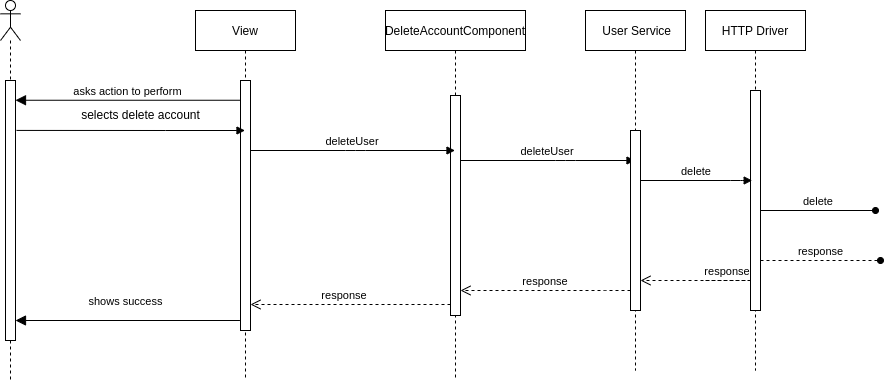 View
DeleteAccountComponent
User Service
HTTP Driver
asks action to perform
selects delete account
deleteUser
deleteUser
delete
delete
response
response
response
response
shows success